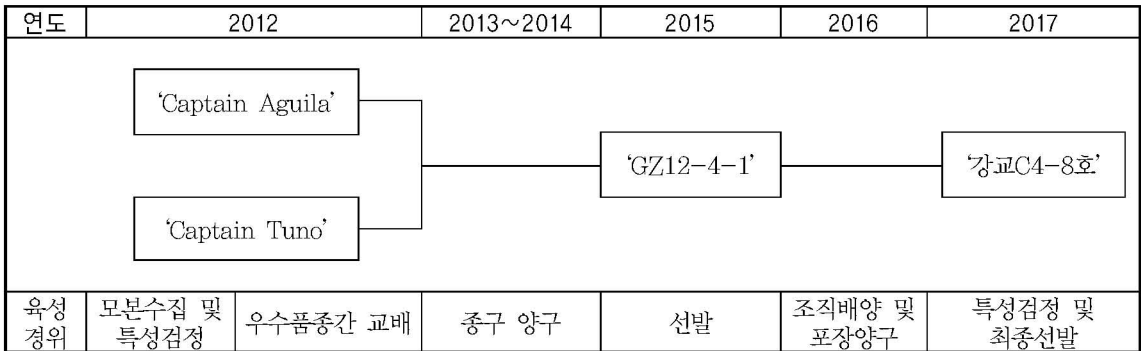 연도 2012 2013~2014 2015 2016 2017
'Captain Aguila'
'GZ12-4-1' '강교C4-8호'
'Captain Tuno'
육성 모본수집 및 우수품종간 교배 종구 양구 선발 조직배양 및 특성검정 및
경위 특성검정 포장양구 최종선발